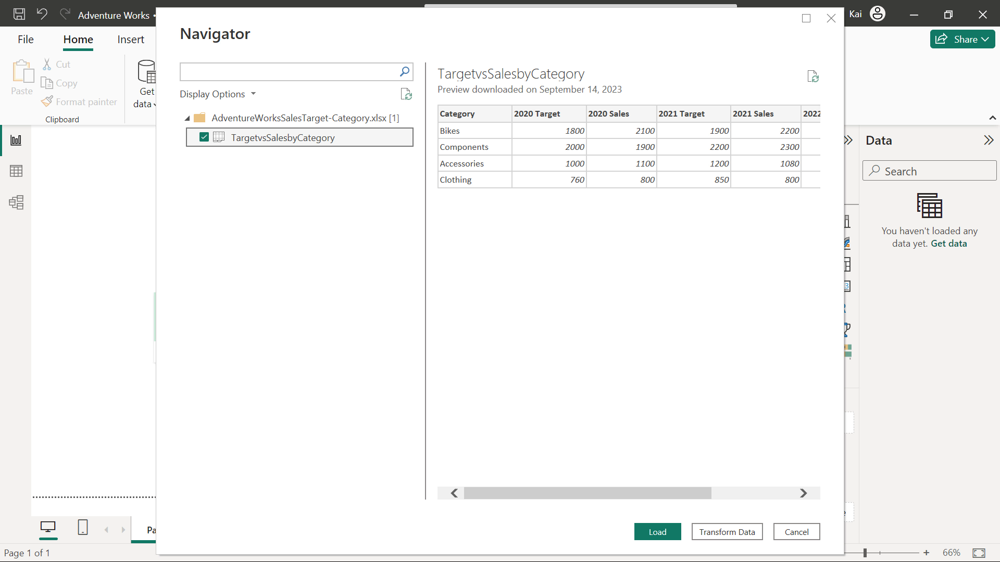 Adventure Works •
Kai
File
Home
Insert
Share
Paste
Cut
Copy
Format painter
Clipboard
Get
data
Navigator
Display Options
AdventureWorksSalesTarget-Category.xlsx [1]
TargetvsSalesbyCategory
TargetvsSalesbyCategory
Preview downloaded on September 14, 2023
Category 2020 Target 2020 Sales 2021 Target 2021 Sales 2022
Bikes 1800 2100 1900 2200
Components 2000 1900 2200 2300
Accessories 1000 1100 1200 1080
Clothing 760 800 850 800
Load
Transform Data
Cancel
Data
Search
You haven't loaded any
data yet. Get data
Pa
Page 1 of 1
66%